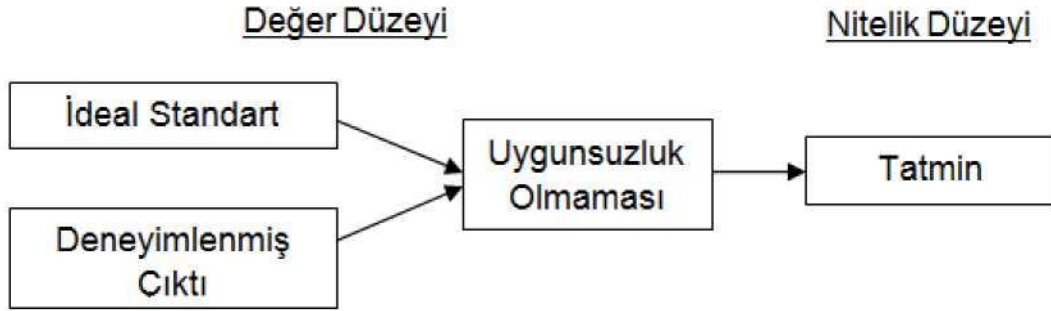 Değer Düzeyi
Nitelik Düzeyi
İdeal Standart
Deneyimlenmiş
Çıktı
Uygunsuzluk
Olmaması
Tatmin